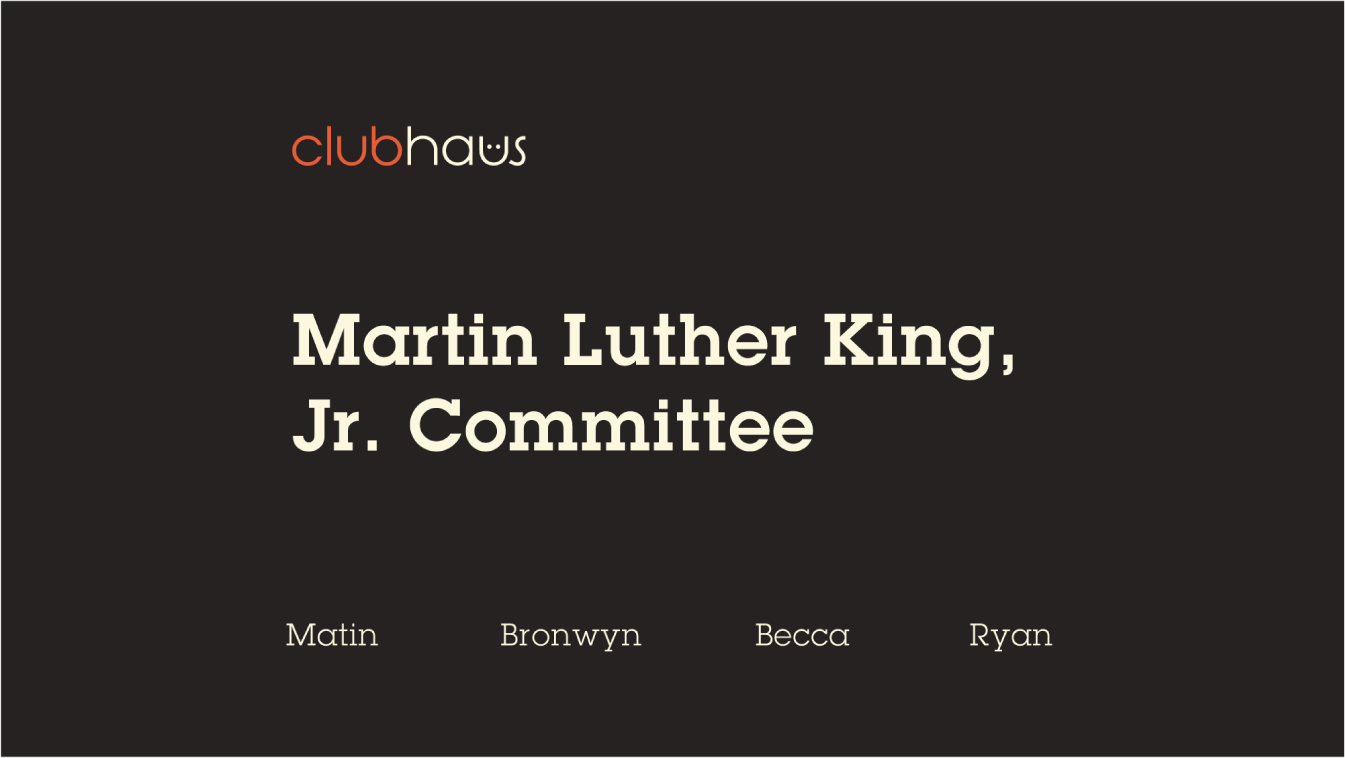 clubhaus
Martin Luther King,
Jr. Committee
Matin Bronwyn Becca Ryan